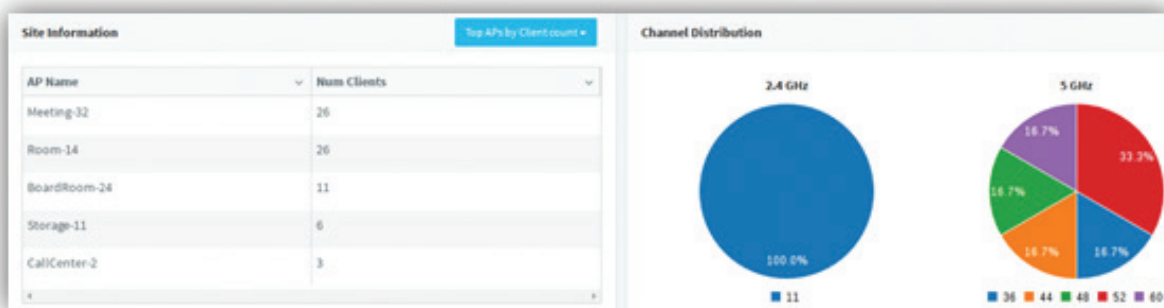 Site Information
Top APs by Client count
AP Name Num Clients
Meeting-32 26
Room-14 26
BoardRoom-24 11
Storage-11 6
CallCenter-2 3
Channel Distribution
2.4 GHz
100.0%
11
5 GHz
16.7% 33.3%
16.7%
16.7% 16.7%
36 44 48 52 60